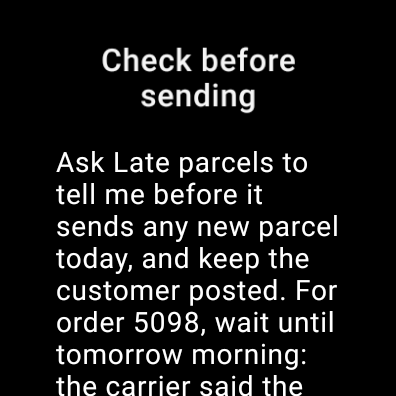 Check before
sending
Ask Late parcels to
tell me before it
sends any new parcel
today, and keep the
customer posted. For
order 5098, wait until
tomorrow morning:
the carrier said the